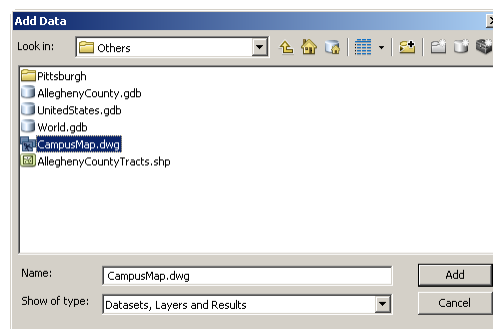 Add Data
Look in: Others
Pittsburgh
AlleghenyCounty.gdb
UnitedStates.gdb
World.gdb
CampusMap.dwg
AlleghenyCountyTracts.shp
Name: CampusMap.dwg Add
Show of type: Datasets, Layers and Results Cancel